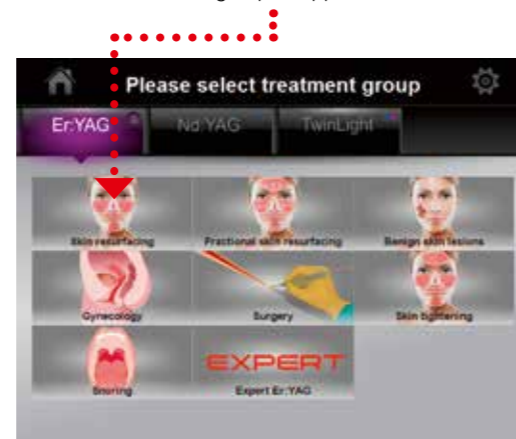 Please select treatment group
Er:YAG Nd:YAG TwinLight
Skin resurfacing Fractional skin resurfacing Benign skin lesions
Gynecology Surgery Skin tightening
Snoring EXPERT
Expert Er:YAG